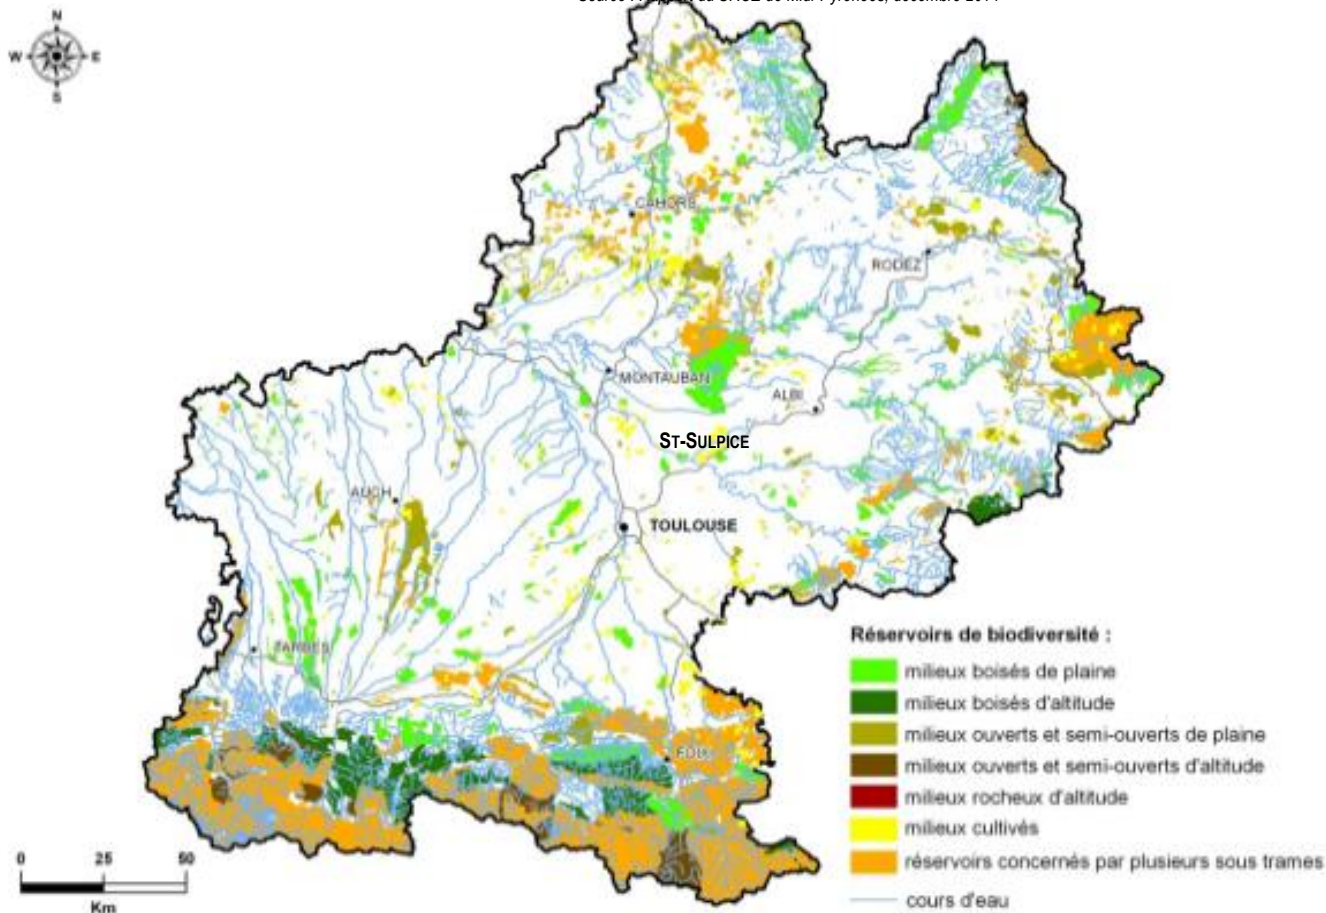 N
W E
S
CAHORS
RODEZ
MONTAUBAN
ALBI
ST-SULPICE
AUCH
TOULOUSE
TARBES
FOIX
Réservoirs de biodiversité :
milieux boisés de plaine
milieux boisés d'altitude
milieux ouverts et semi-ouverts de plaine
milieux ouverts et semi-ouverts d'altitude
milieux rocheux d'altitude
milieux cultivés
réservoirs concernés par plusieurs sous trames
cours d'eau
0 25 50
Km